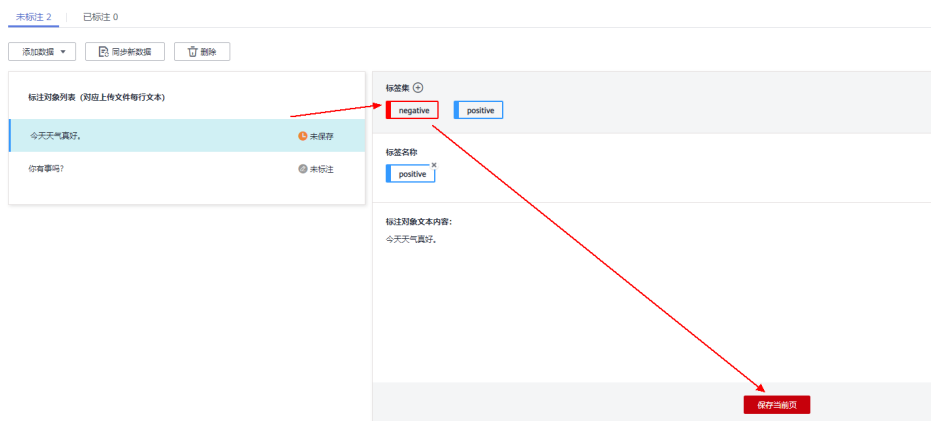 未标注 2 已标注 0
添加数据 同步新数据 删除
标注对象列表（对应上传文件每行文本）
今天天气真好。 未保存
你有事吗? 未标注
标签集
negative positive
标签名称
positive
标注对象文本内容:
今天天气真好。
保存当前页